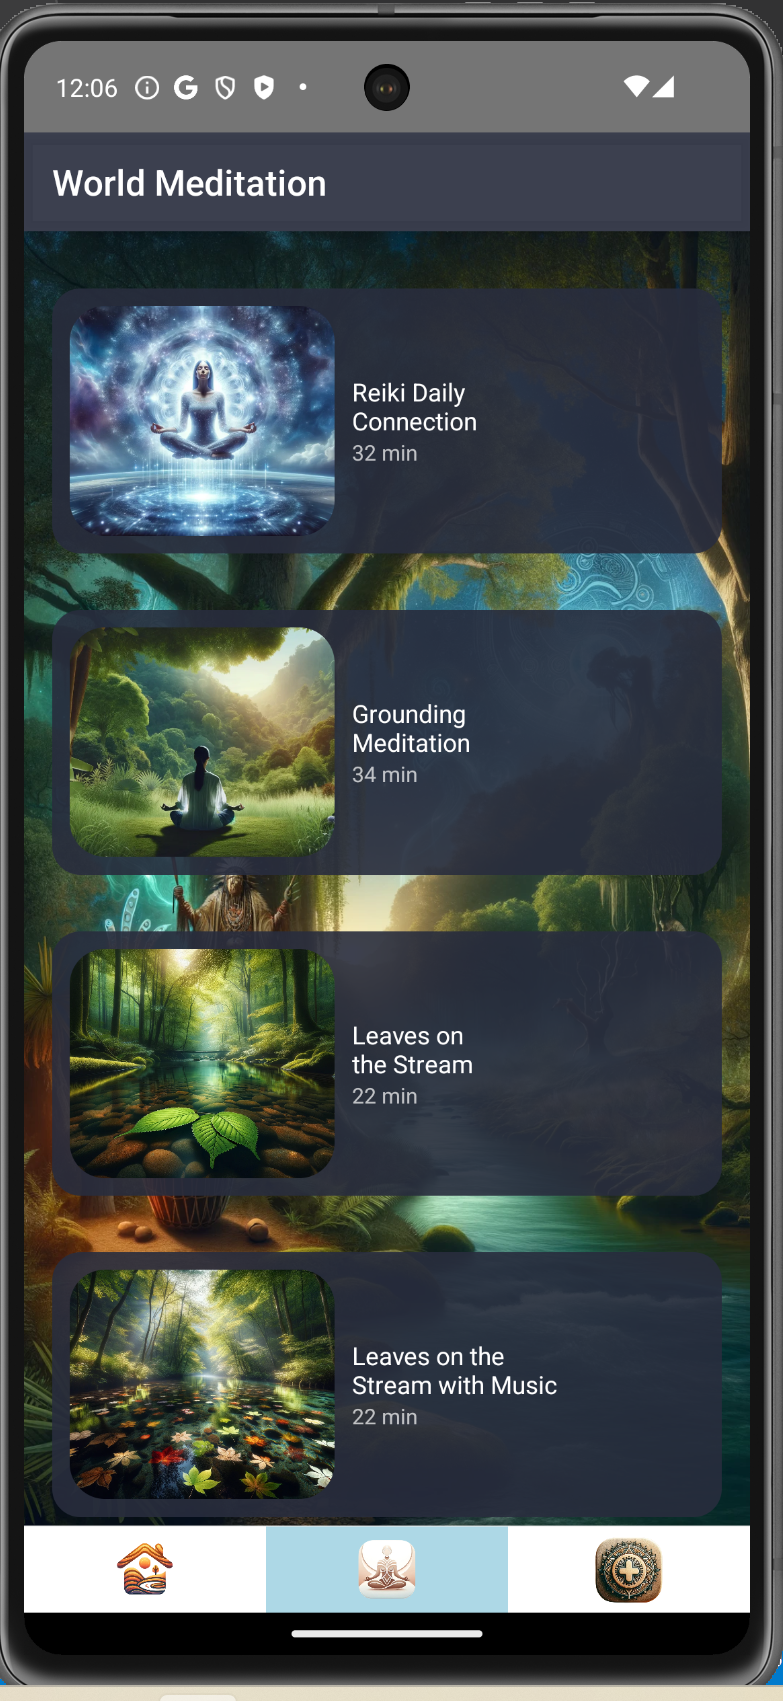 12:06
World Meditation
Reiki Daily
Connection
32 min
Grounding
Meditation
34 min
Leaves on
the Stream
22 min
Leaves on the
Stream with Music
22 min